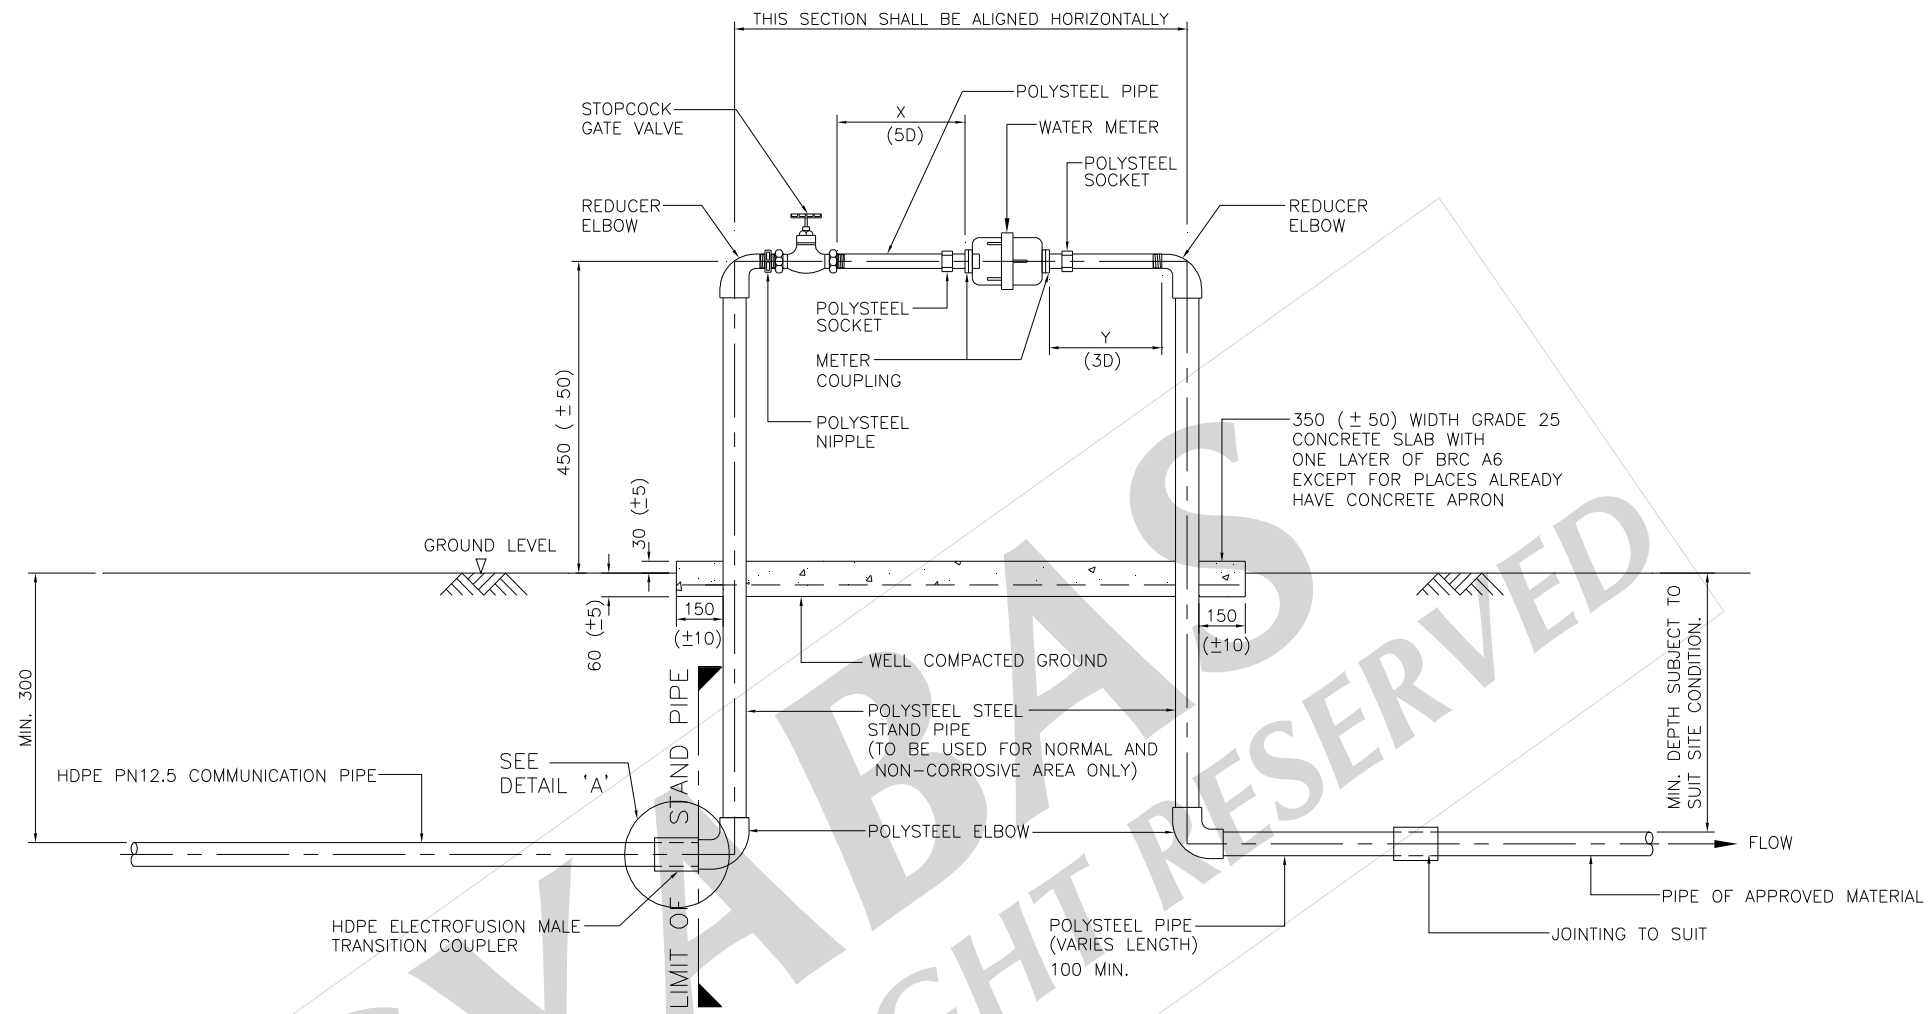 THIS SECTION SHALL BE ALIGNED HORIZONTALLY
STOPCOCK
GATE VALVE
X
(5D)
POLYSTEEL PIPE
WATER METER
POLYSTEEL
SOCKET
REDUCER
ELBOW
REDUCER
ELBOW
POLYSTEEL
SOCKET
Y
(3D)
METER
COUPLING
POLYSTEEL
NIPPLE
450 (±50)
350 (±50) WIDTH GRADE 25
CONCRETE SLAB WITH
ONE LAYER OF BRC A6
EXCEPT FOR PLACES ALREADY
HAVE CONCRETE APRON
30 (±5)
GROUND LEVEL
60 (±5)
150
(±10)
150
(±10)
WELL COMPACTED GROUND
MIN. 300
LIMIT OF STAND PIPE
POLYSTEEL STEEL
STAND PIPE
(TO BE USED FOR NORMAL AND
NON-CORROSIVE AREA ONLY)
MIN. DEPTH SUBJECT TO
SUIT SITE CONDITION.
SEE
DETAIL 'A'
HDPE PN12.5 COMMUNICATION PIPE
POLYSTEEL ELBOW
FLOW
HDPE ELECTROFUSION MALE
TRANSITION COUPLER
POLYSTEEL PIPE
(VARIES LENGTH)
100 MIN.
PIPE OF APPROVED MATERIAL
JOINTING TO SUIT
YABAS
GHT RESERVED